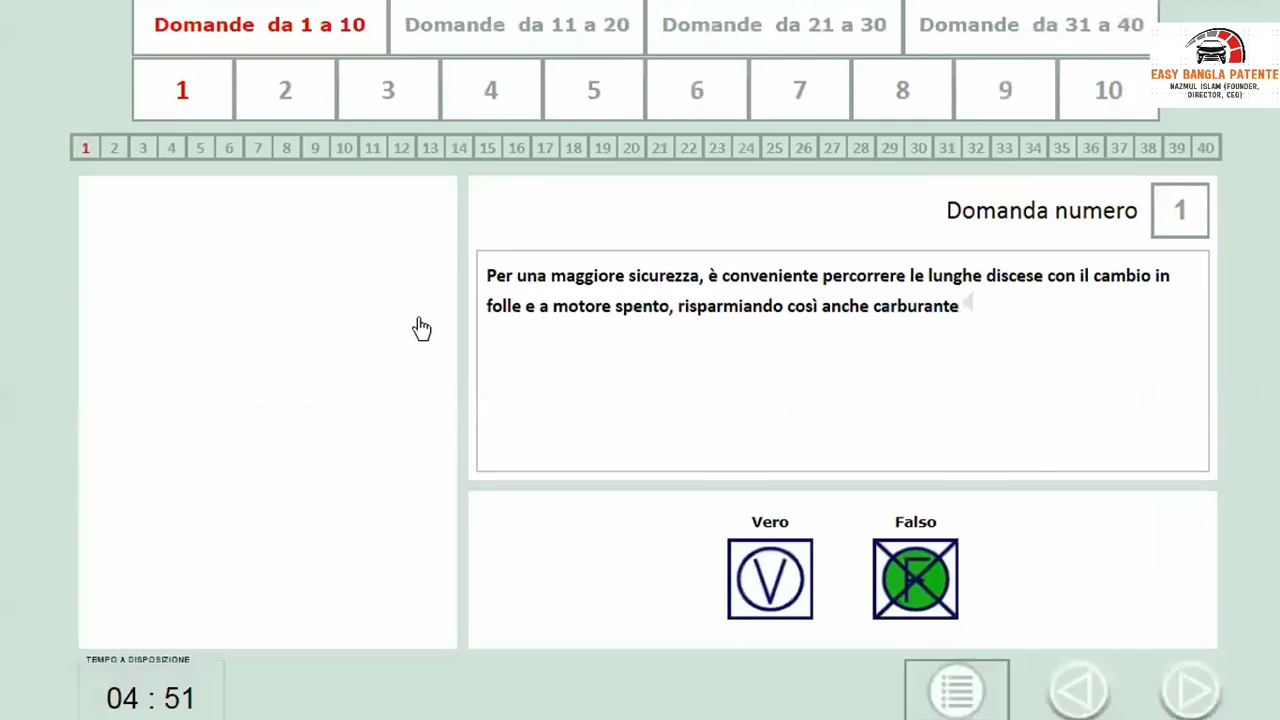 Domande da 1 a 10
Domande da 11 a 20
Domande da 21 a 30
Domande da 31 a 40
1 2 3 4 5 6 7 8 9 10
EASY BANGLA PATENTE
NAZMUL ISLAM (FOUNDER,
DIRECTOR, CEO)
1 2 3 4 5 6 7 8 9 10 11 12 13 14 15 16 17 18 19 20 21 22 23 24 25 26 27 28 29 30 31 32 33 34 35 36 37 38 39 40
Domanda numero 1
Per una maggiore sicurezza, è conveniente percorrere le lunghe discese con il cambio in
folle e a motore spento, risparmiando così anche carburante
Vero Falso
V F
TEMPO A DISPOSIZIONE
04 : 51